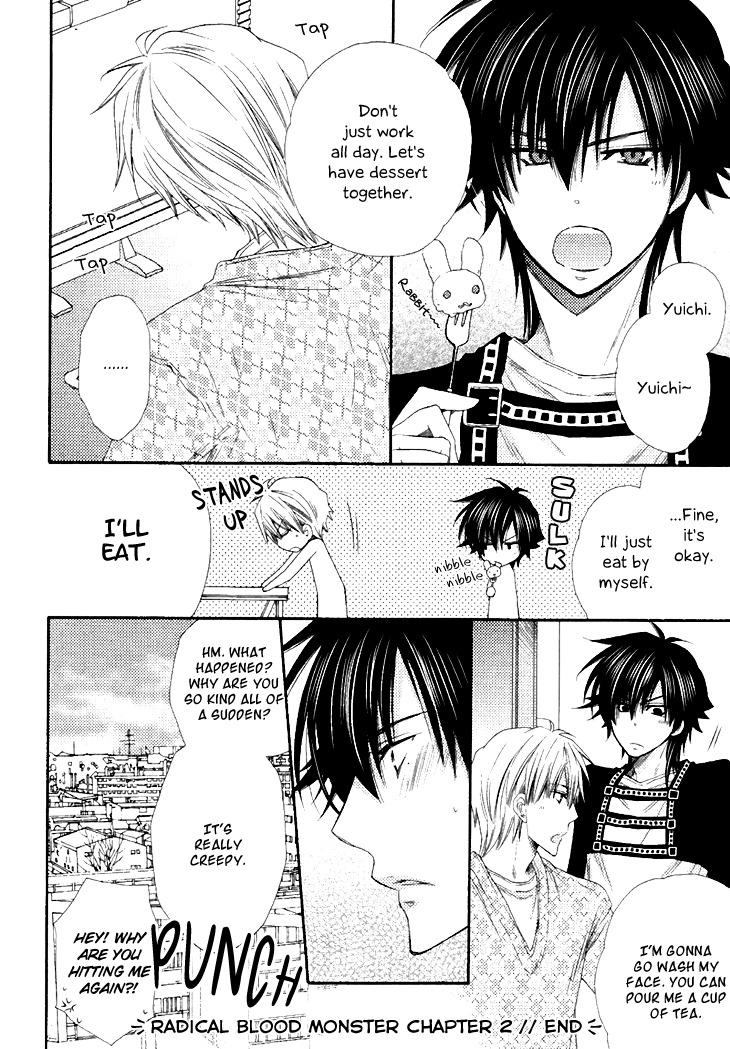 Yuichi.
Yuichi~
Rabbit~
Don't
just work
all day. Let's
have dessert
together.
Tap
Tap
Tap
......
...Fine,
it's
okay.
I'll just
eat by
myself.
SULK
nibble
nibble
STANDS
UP
I'LL
EAT.
I'M GONNA
GO WASH MY
FACE. YOU CAN
POUR ME A CUP
OF TEA.
HM. WHAT
HAPPENED?
WHY ARE YOU
SO KIND ALL OF
A SUDDEN?
IT'S
REALLY
CREEPY.
PUNCH
HEY! WHY
ARE YOU
HITTING ME
AGAIN?!
RADICAL BLOOD MONSTER CHAPTER 2 // END